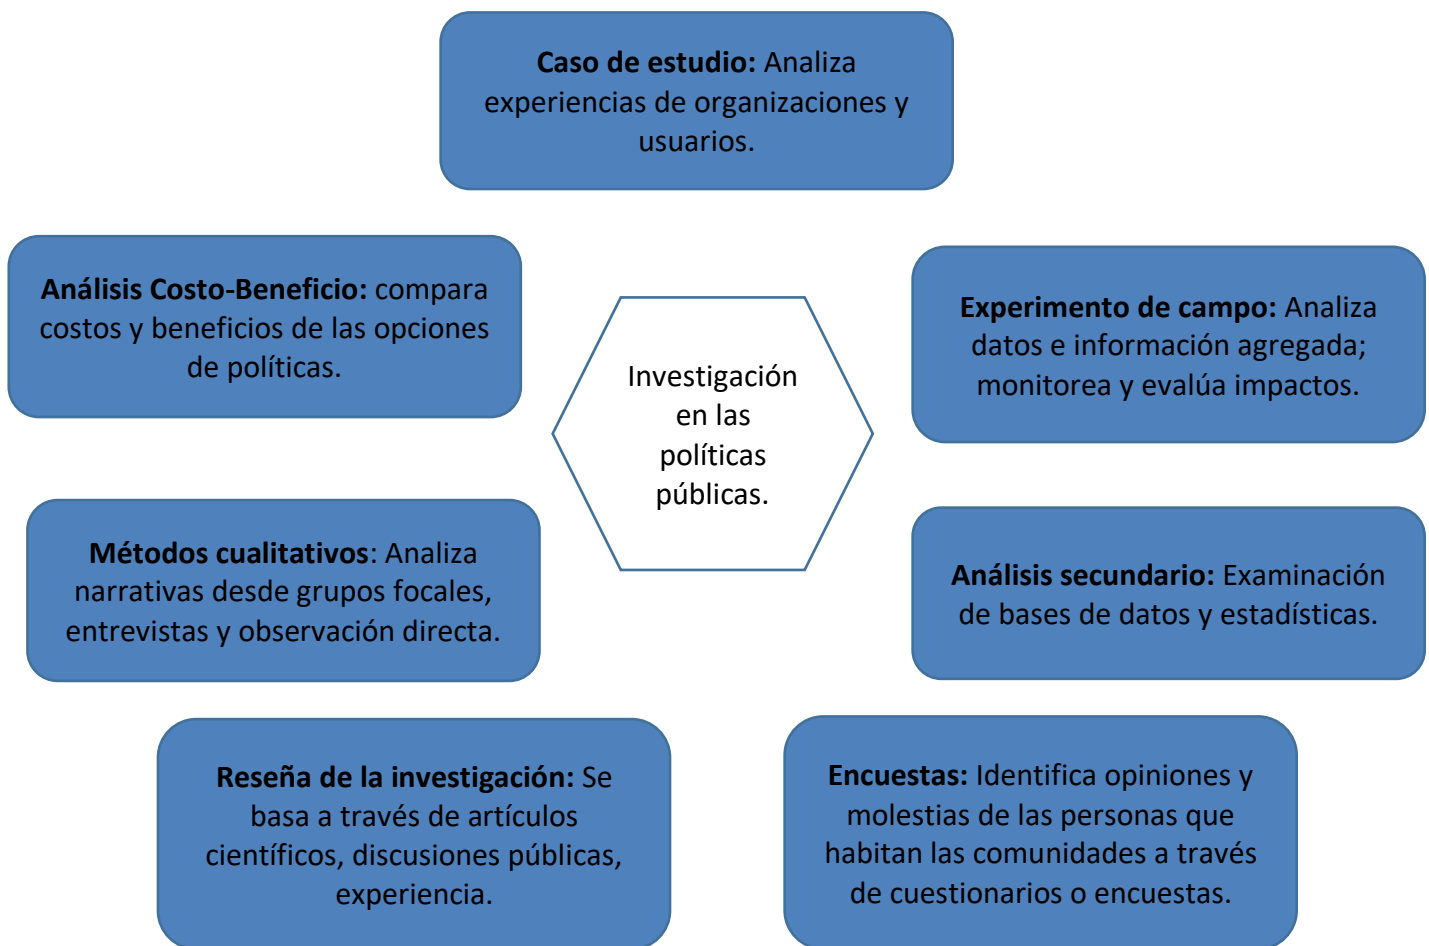 Caso de estudio: Analiza
experiencias de organizaciones y
usuarios.
Análisis Costo-Beneficio: compara
costos y beneficios de las opciones
de políticas.
Experimento de campo: Analiza
datos e información agregada;
monitorea y evalúa impactos.
Investigación
en las
políticas
públicas.
Métodos cualitativos: Analiza
narrativas desde grupos focales,
entrevistas y observación directa.
Análisis secundario: Examinación
de bases de datos y estadísticas.
Reseña de la investigación: Se
basa a través de artículos
científicos, discusiones públicas,
experiencia.
Encuestas: Identifica opiniones y
molestias de las personas que
habitan las comunidades a través
de cuestionarios o encuestas.